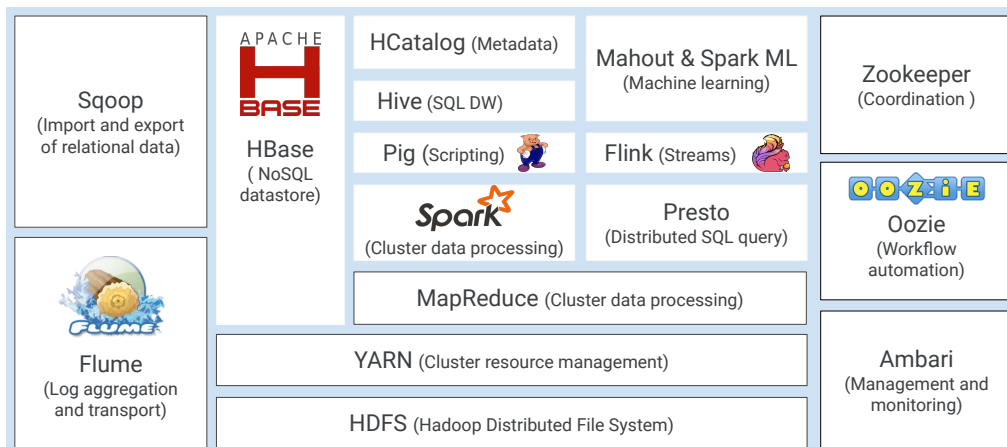 Sqoop
(Import and export
of relational data)
FLUME
Flume
(Log aggregation
and transport)
APACHE
H
BASE
HBase
( NoSQL
datastore)
HCatalog (Metadata)
Hive (SQL DW)
Pig (Scripting)
Spark
(Cluster data processing)
Mahout & Spark ML
(Machine learning)
Flink (Streams)
Presto
(Distributed SQL query)
MapReduce (Cluster data processing)
YARN (Cluster resource management)
HDFS (Hadoop Distributed File System)
Zookeeper
(Coordination )
OOZIE
Oozie
(Workflow
automation)
Ambari
(Management and
monitoring)